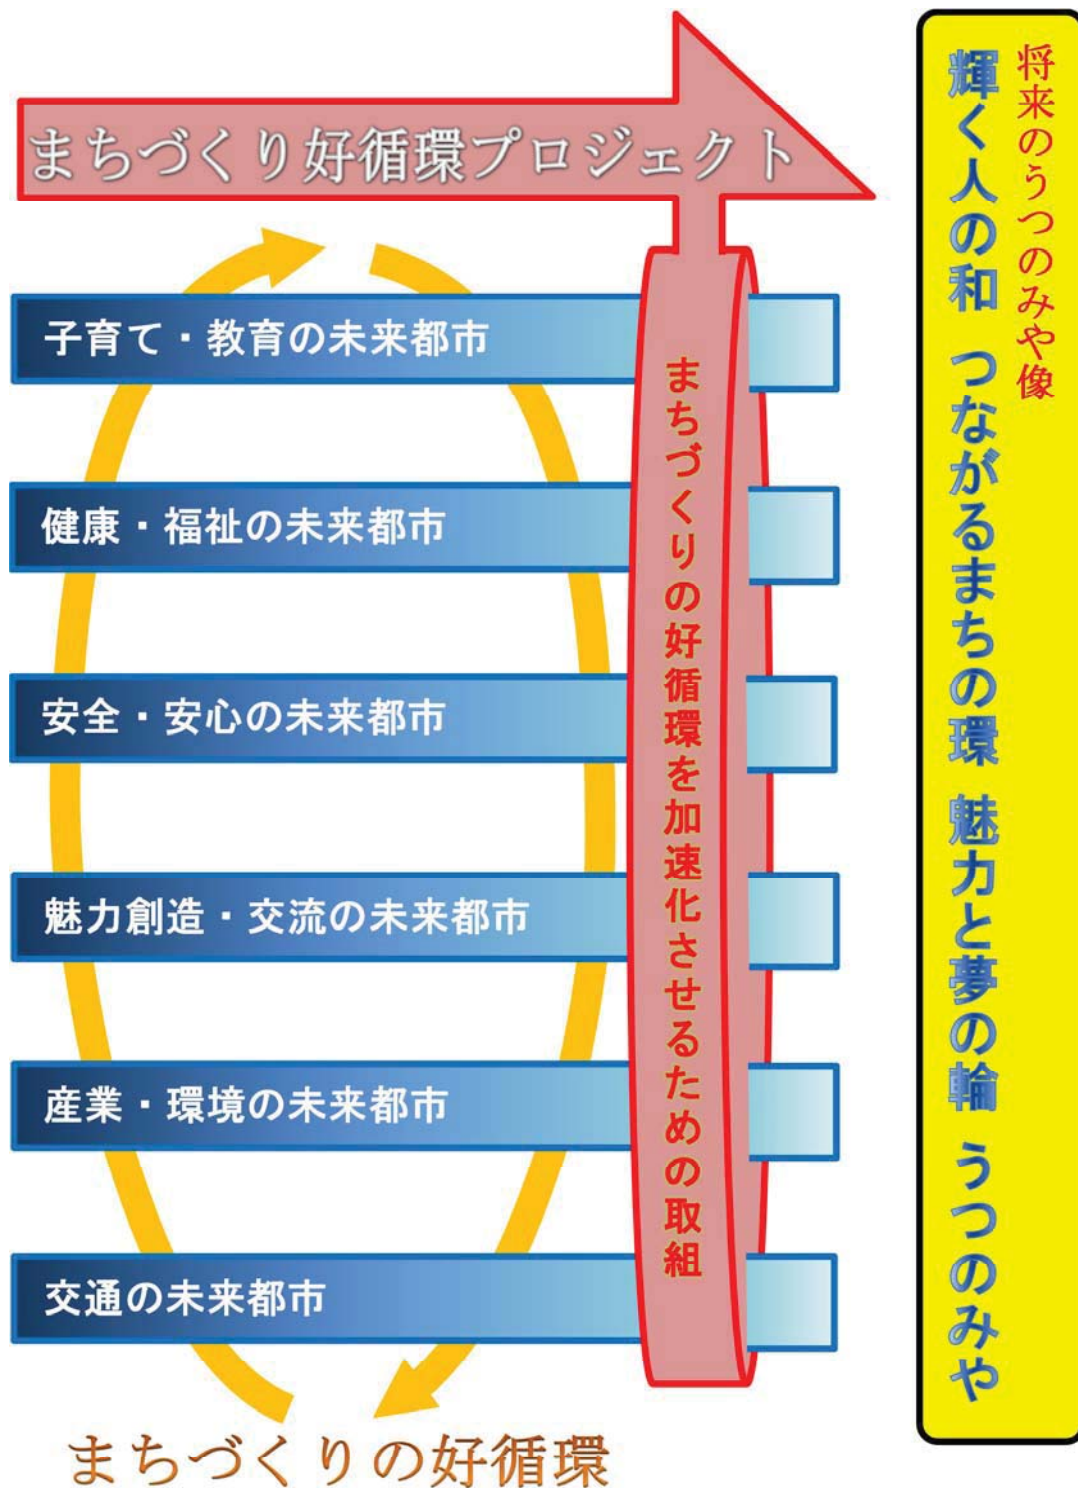 まちづくり好循環プロジェクト
子育て・教育の未来都市
健康・福祉の未来都市
安全・安心の未来都市
魅力創造・交流の未来都市
産業・環境の未来都市
交通の未来都市
まちづくりの好循環を加速化させるための取組
まちづくりの好循環
将来のうつのみや像
輝く人の和 つながるまちの環 魅力と夢の輪 うつのみや